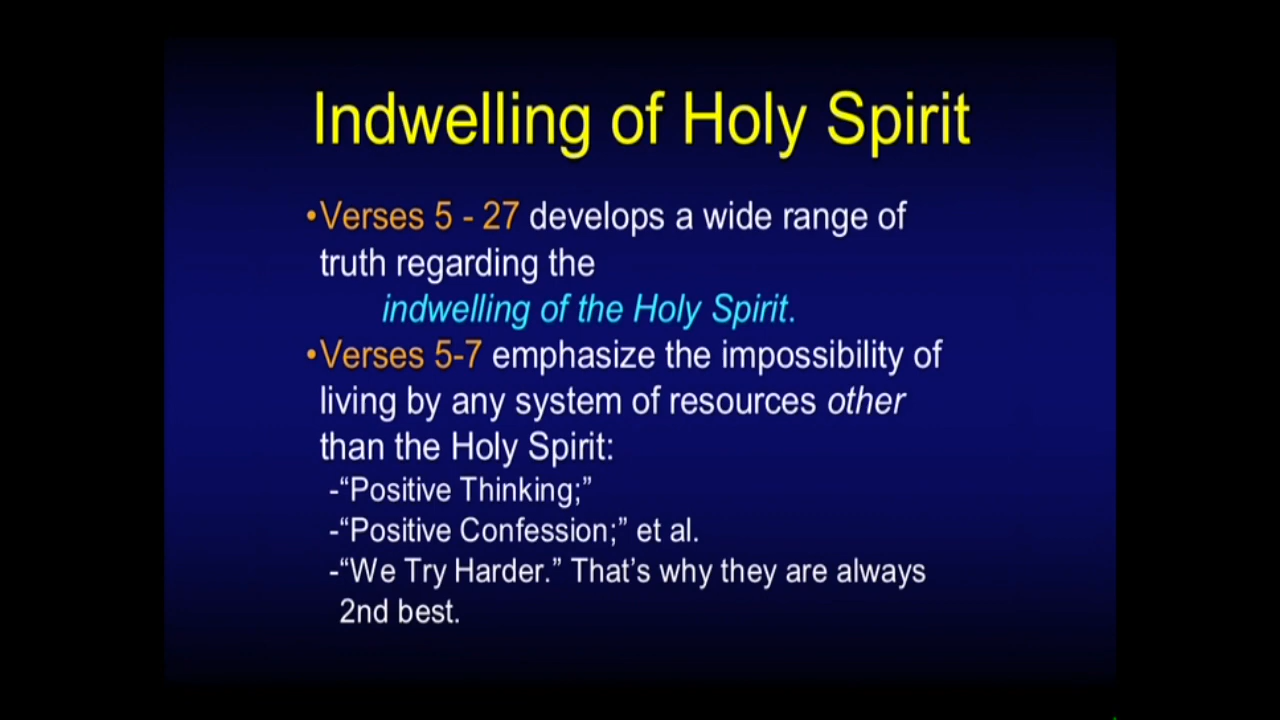 Indwelling of Holy Spirit
•Verses 5 - 27 develops a wide range of
truth regarding the
indwelling of the Holy Spirit.
•Verses 5-7 emphasize the impossibility of
living by any system of resources other
than the Holy Spirit:
-“Positive Thinking;”
-“Positive Confession;” et al.
-“We Try Harder.” That’s why they are always
2nd best.